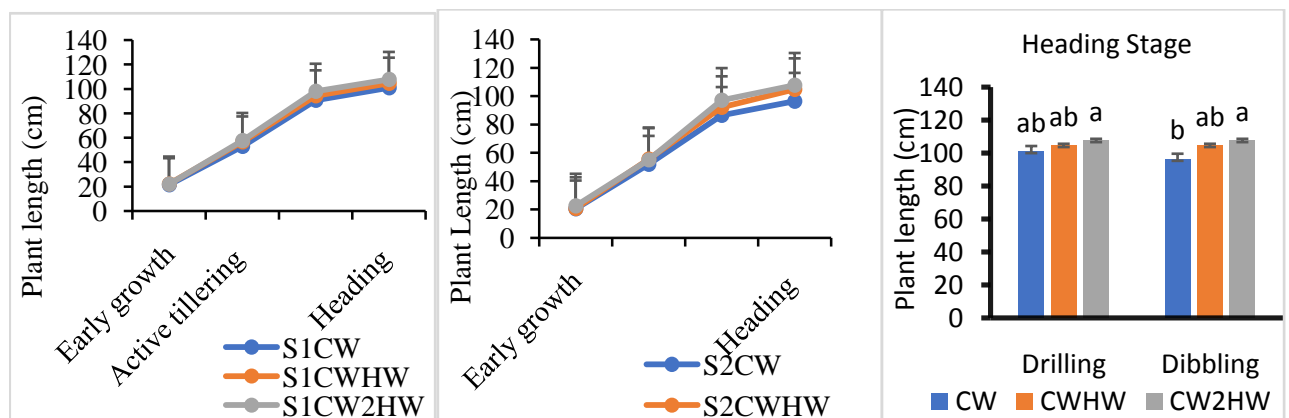 Plant length (cm)
140
120
100
80
60
40
20
0
Early growth
Active tillering
Heading
S1CW
S1CWHW
S1CW2HW
Plant Length (cm)
140
120
100
80
60
40
20
0
Early growth
Heading
S2CW
S2CWHW
Heading Stage
Plant length (cm)
140
120
100
80
60
40
20
0
ab ab a
b ab a
Drilling Dibbling
CW CWHW CW2HW